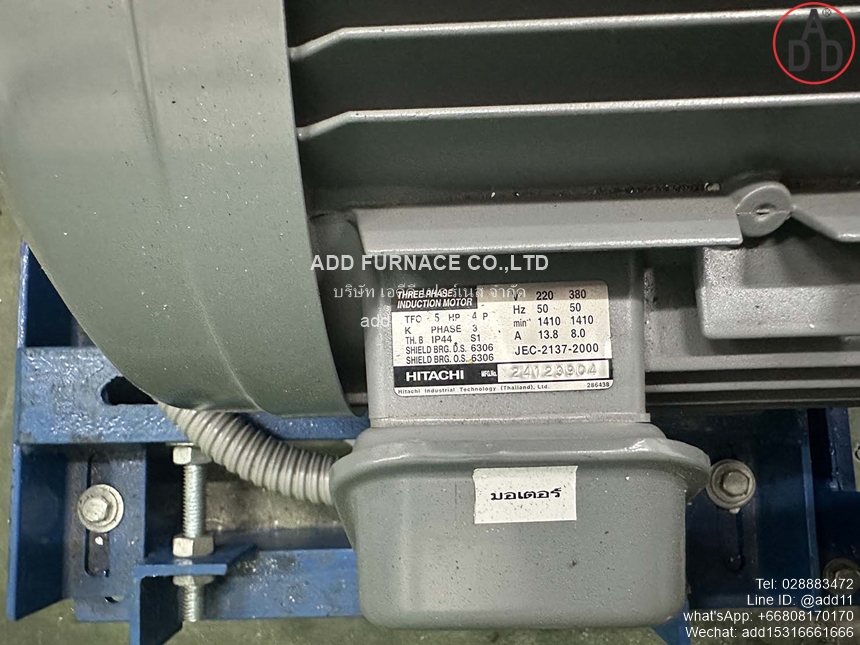 ADD
ADD FURNACE CO.,LTD
บริษัท เอดีดี เฟอร์เนส จำกัด
add
THREE PHASE
INDUCTION MOTOR
TFO - 5 HP 4 P
K PHASE 3
TH. B IP44 S1
SHIELD BRG. D.S. 6306
SHIELD BRG. O.S. 6306
V 220 380
Hz 50 50
min⁻¹ 1410 1410
A 13.8 8.0
JEC-2137-2000
HITACHI MFG.No. 24123904
Hitachi Industrial Technology (Thailand), Ltd. 286438
มอเตอร์
Tel: 028883472
Line ID: @add11
what'sApp: +66808170170
Wechat: add15316661666